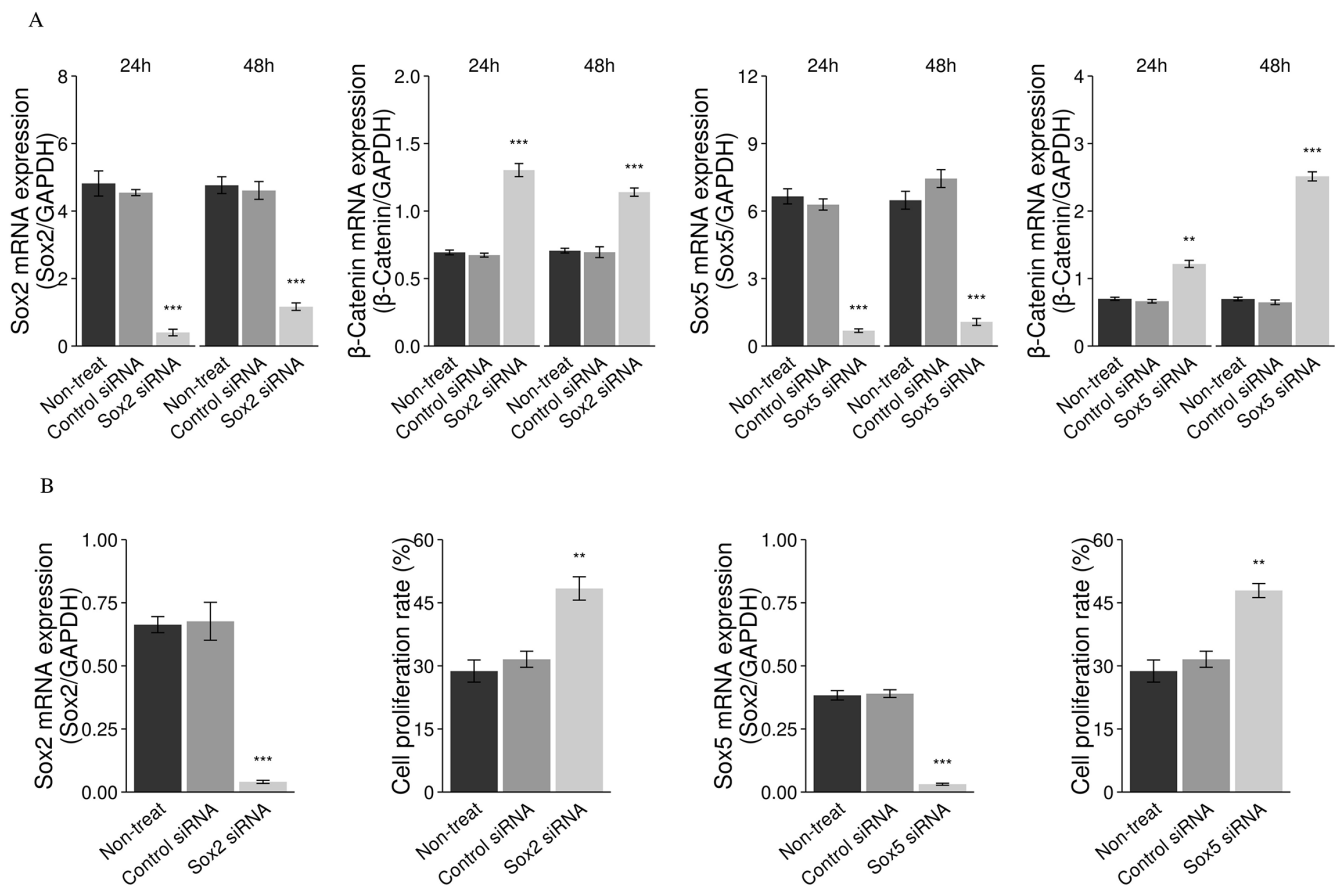 A
24h
48h
Sox2 mRNA expression
(Sox2/GAPDH)
8
6
4
2
0
***
***
Non-treat
Control siRNA
Sox2 siRNA
Non-treat
Control siRNA
Sox2 siRNA
24h
48h
β-Catenin mRNA expression
(β-Catenin/GAPDH)
2.0
1.5
1.0
0.5
0.0
***
***
Non-treat
Control siRNA
Sox2 siRNA
Non-treat
Control siRNA
Sox2 siRNA
24h
48h
Sox5 mRNA expression
(Sox5/GAPDH)
12
9
6
3
0
***
***
Non-treat
Control siRNA
Sox5 siRNA
Non-treat
Control siRNA
Sox5 siRNA
24h
48h
β-Catenin mRNA expression
(β-Catenin/GAPDH)
4
3
2
1
0
**
***
Non-treat
Control siRNA
Sox5 siRNA
Non-treat
Control siRNA
Sox5 siRNA
B
Sox2 mRNA expression
(Sox2/GAPDH)
1.00
0.75
0.50
0.25
0.00
***
Non-treat
Control siRNA
Sox2 siRNA
Cell proliferation rate (%)
60
45
30
15
0
**
Non-treat
Control siRNA
Sox2 siRNA
Sox5 mRNA expression
(Sox2/GAPDH)
1.00
0.75
0.50
0.25
0.00
***
Non-treat
Control siRNA
Sox5 siRNA
Cell proliferation rate (%)
60
45
30
15
0
**
Non-treat
Control siRNA
Sox5 siRNA